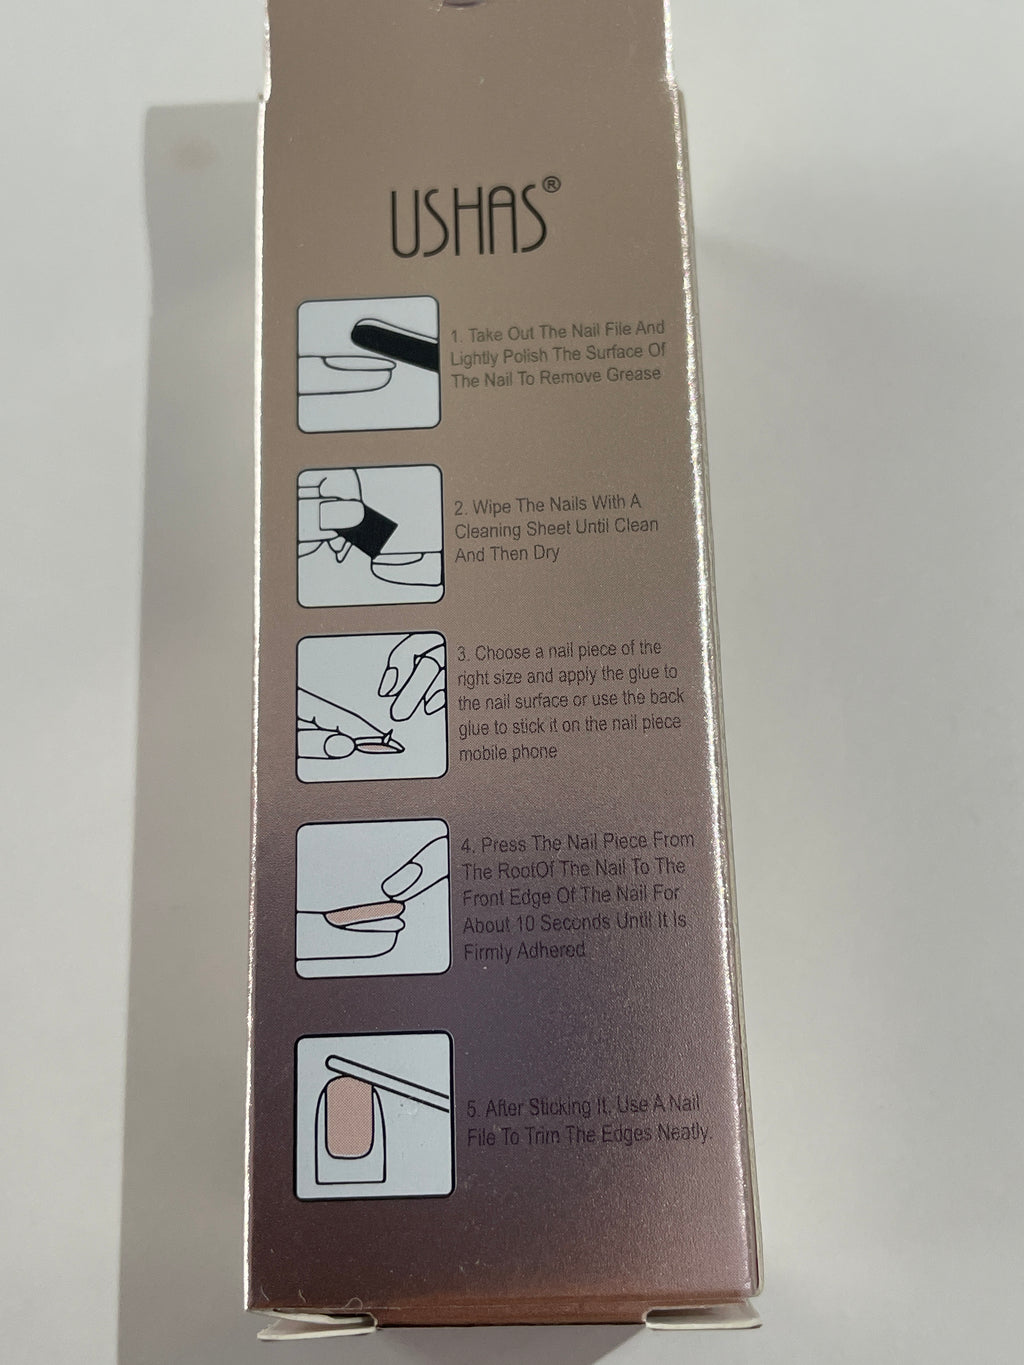 USHAS®
1. Take Out The Nail File And
Lightly Polish The Surface Of
The Nail To Remove Grease
2. Wipe The Nails With A
Cleaning Sheet Until Clean
And Then Dry
3. Choose a nail piece of the
right size and apply the glue to
the nail surface or use the back
glue to stick it on the nail piece
mobile phone
4. Press The Nail Piece From
The RootOf The Nail To The
Front Edge Of The Nail For
About 10 Seconds Until It Is
Firmly Adhered
5. After Sticking It, Use A Nail
File To Trim The Edges Neatly.